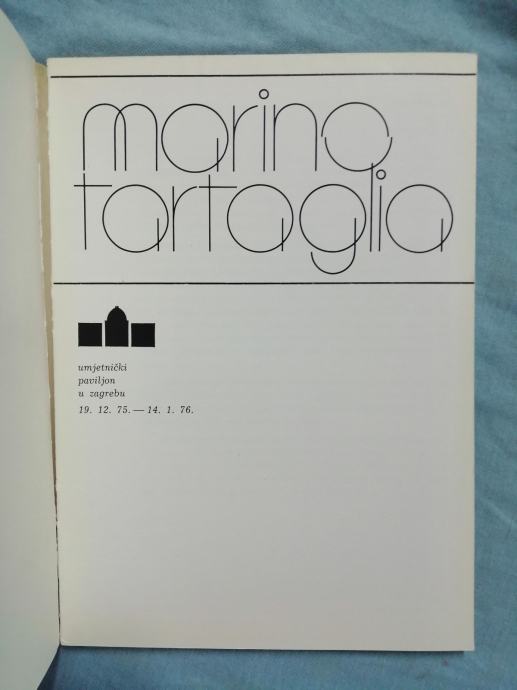 marino
tartaglia
umjetnički
paviljon
u zagrebu
19. 12. 75. — 14. 1. 76.